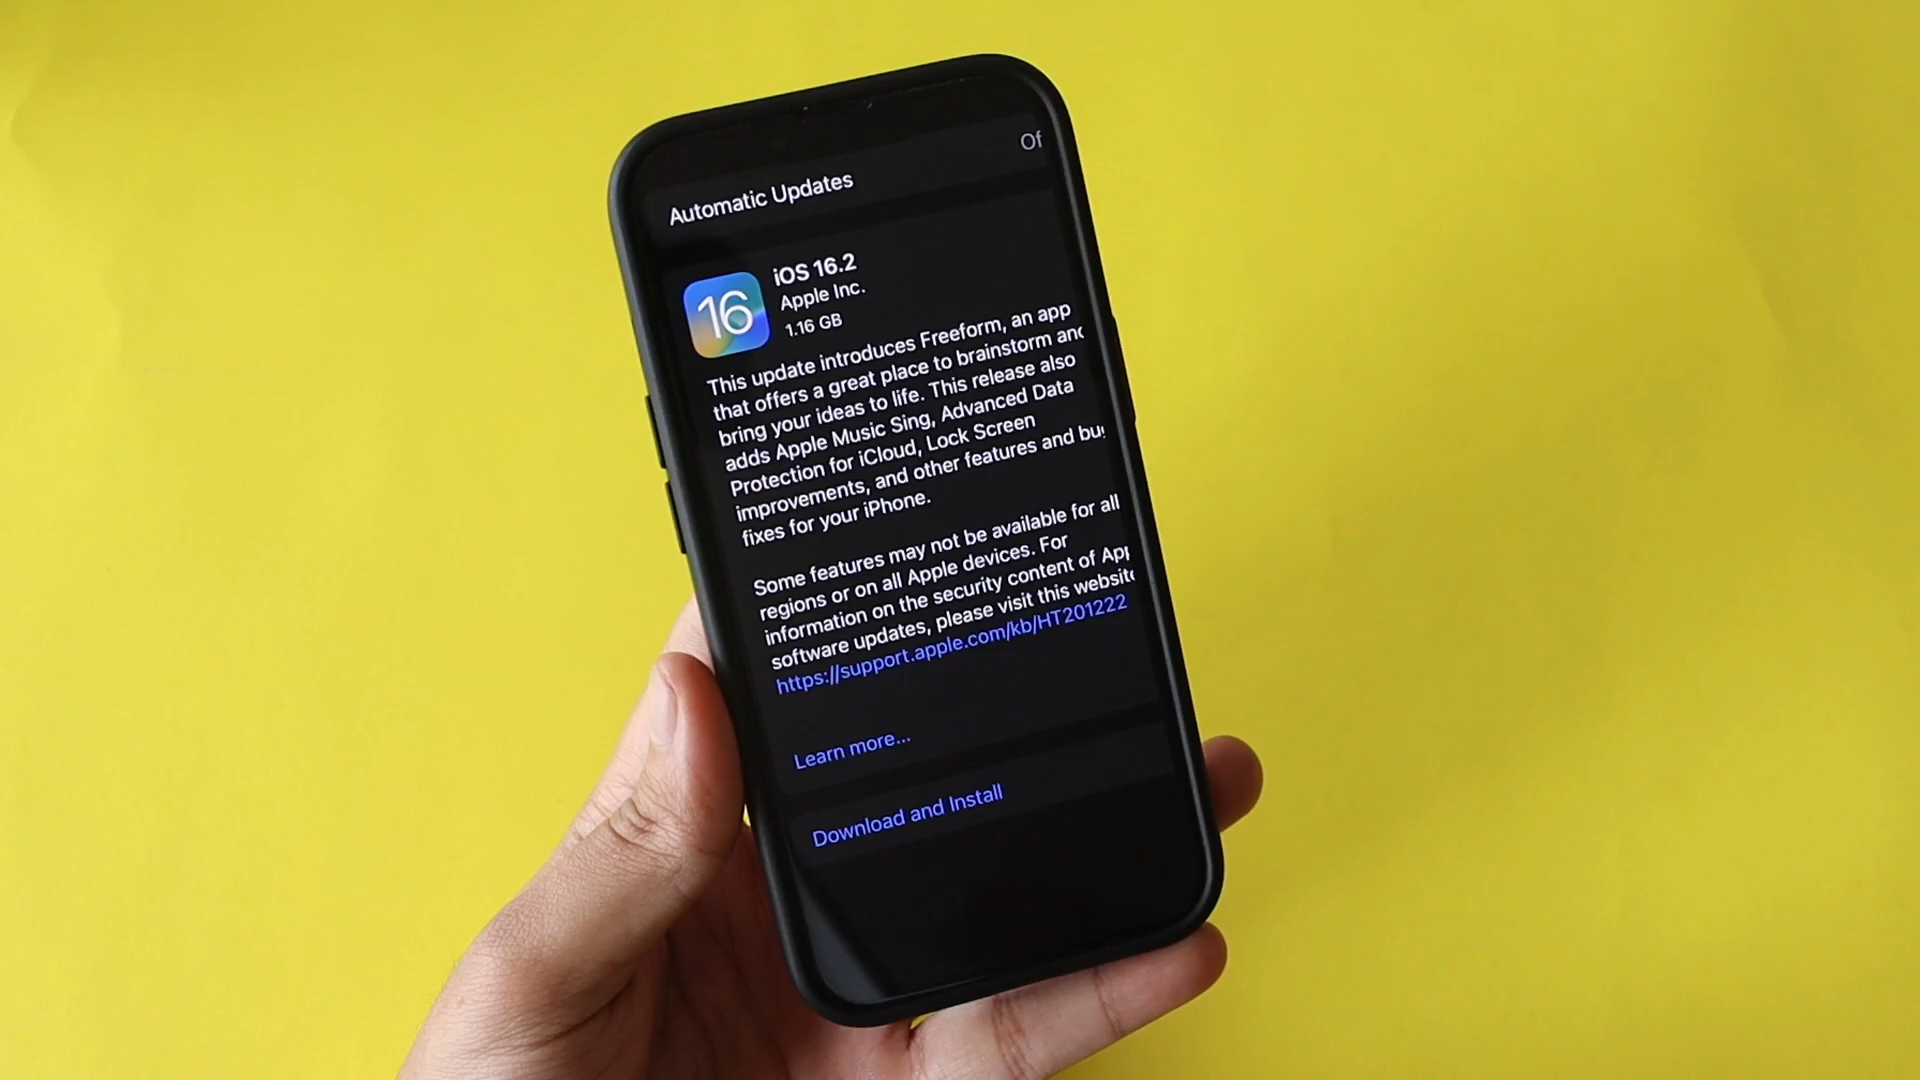 Automatic Updates Of
16
iOS 16.2
Apple Inc.
1.16 GB
This update introduces Freeform, an app
that offers a great place to brainstorm and
bring your ideas to life. This release also
adds Apple Music Sing, Advanced Data
Protection for iCloud, Lock Screen
improvements, and other features and bug
fixes for your iPhone.
Some features may not be available for all
regions or on all Apple devices. For
information on the security content of App
software updates, please visit this website
https://support.apple.com/kb/HT201222
Learn more...
Download and Install